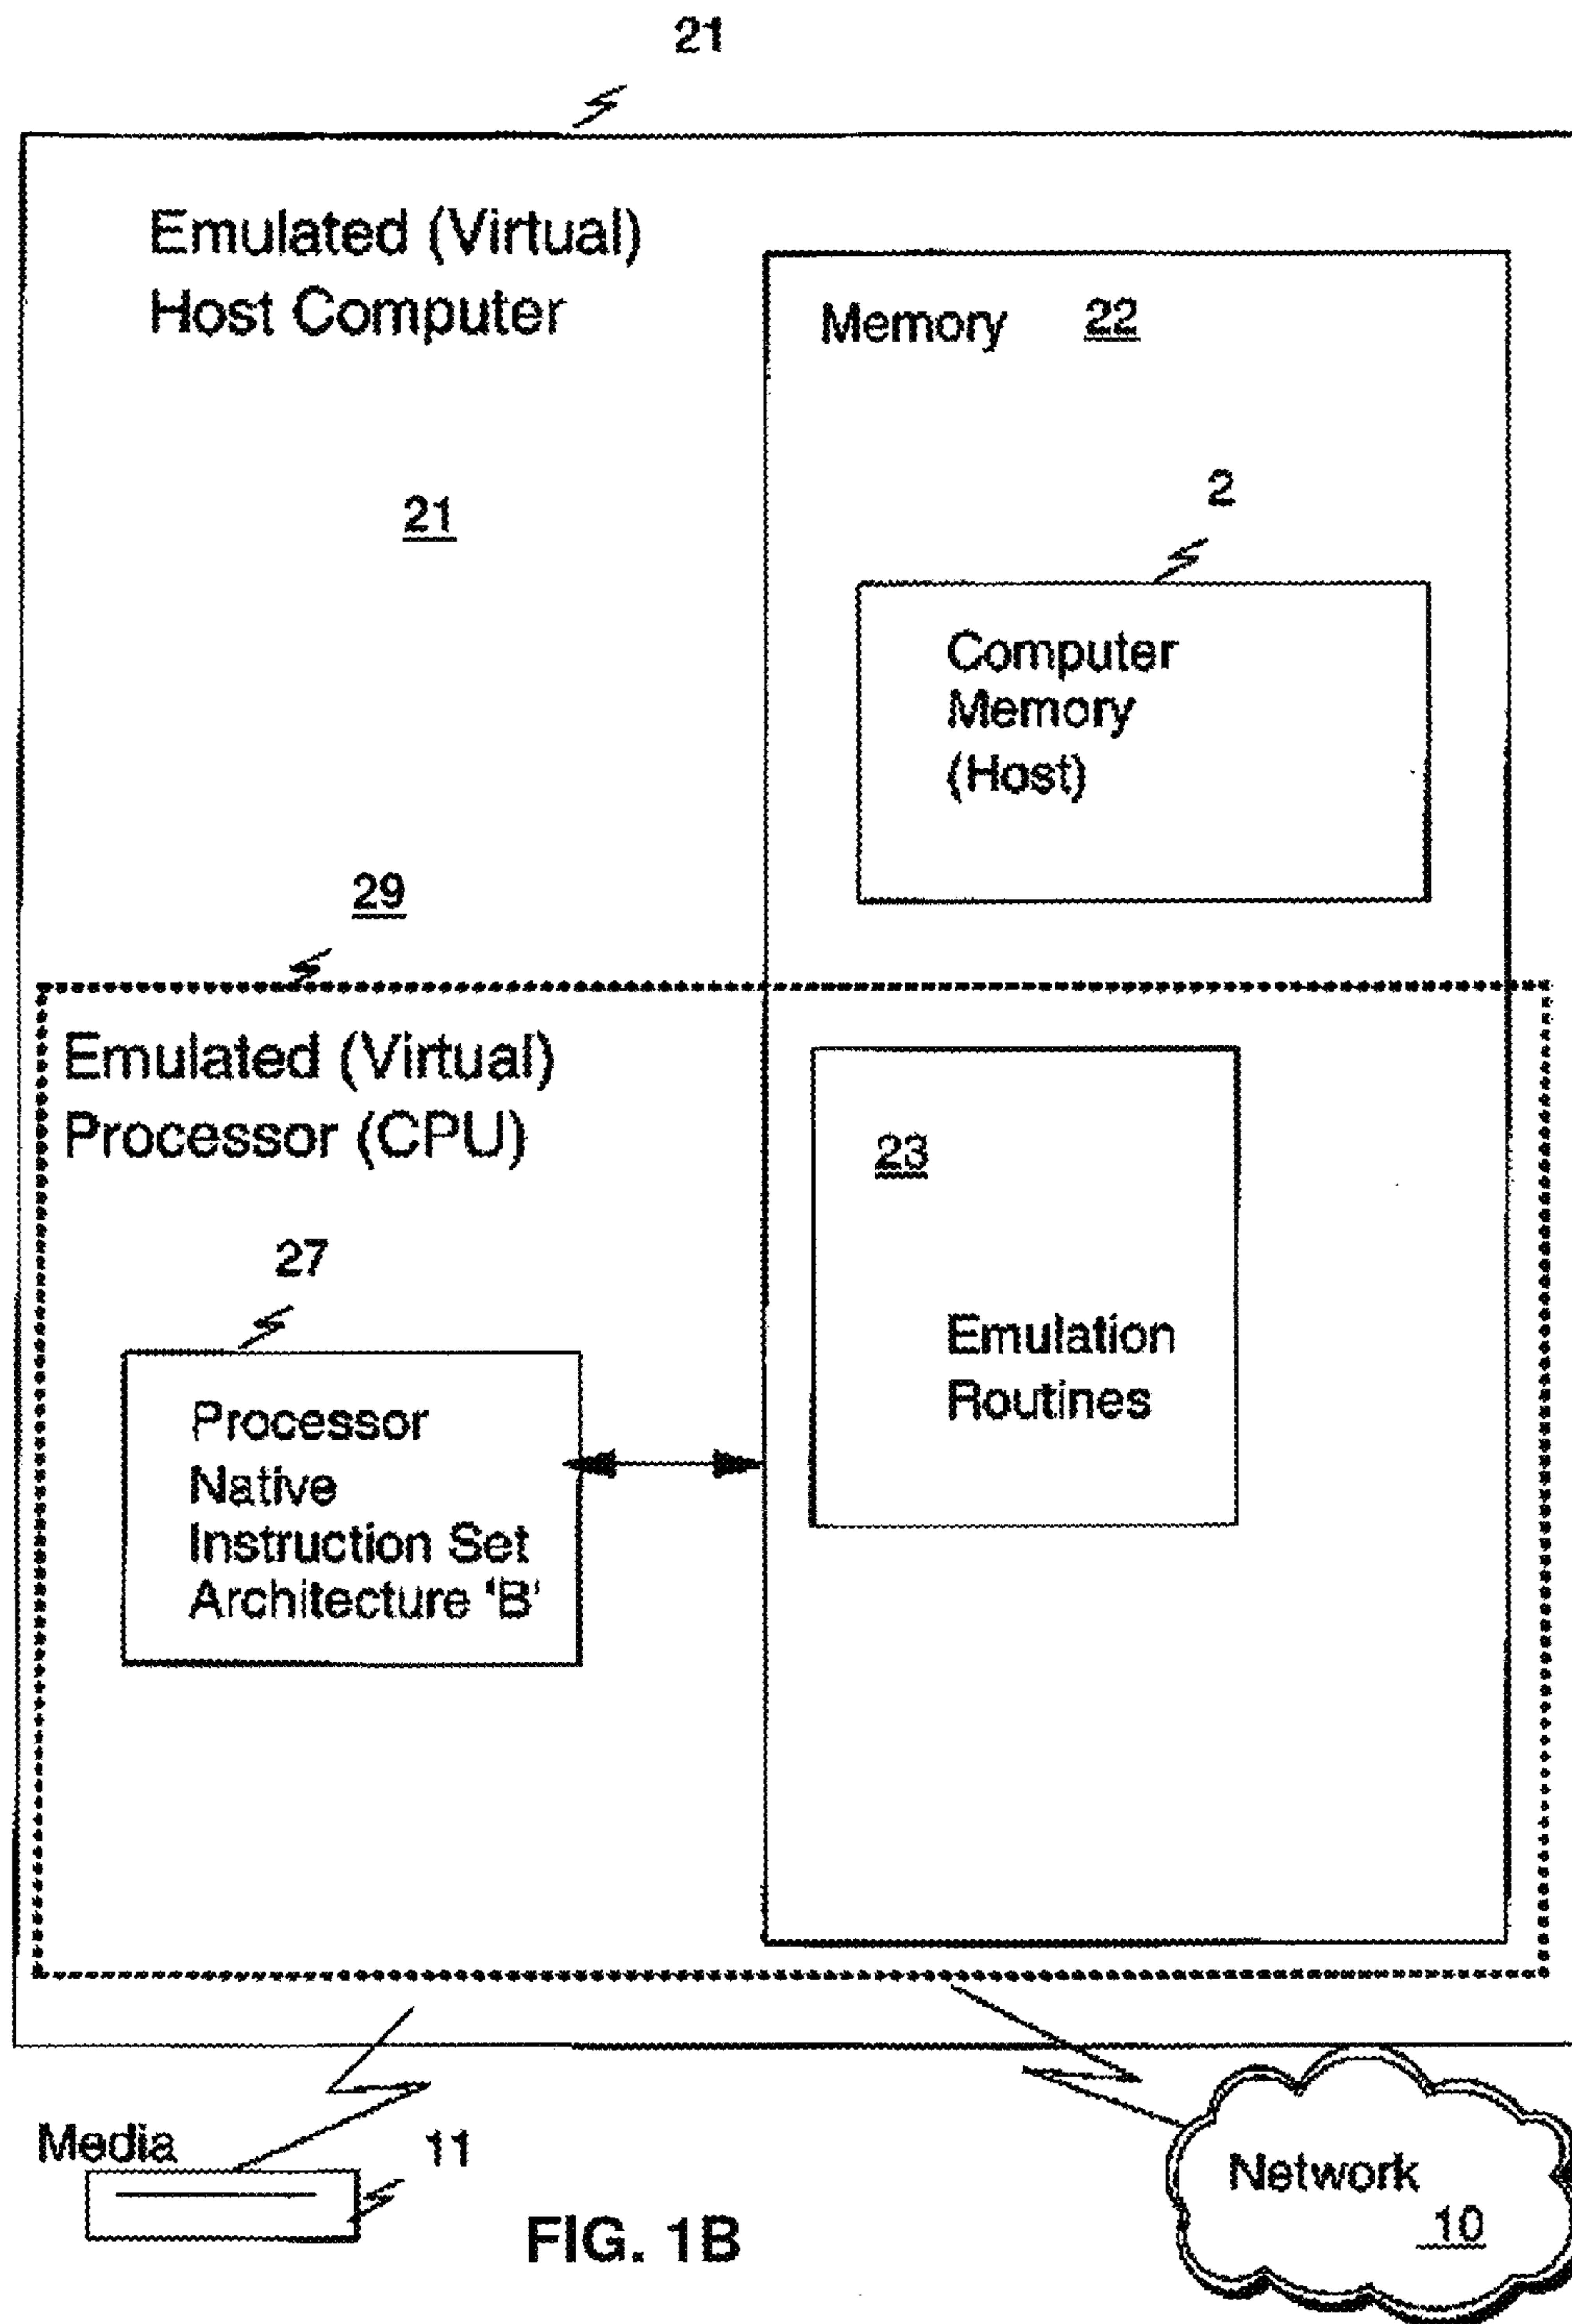 21
Emulated (Virtual)
Host Computer
21
Memory 22
2
Computer
Memory
(Host)
29
Emulated (Virtual)
Processor (CPU)
27
Processor
Native
Instruction Set
Architecture 'B'
23
Emulation
Routines
Media
11
Network
10
FIG. 1B